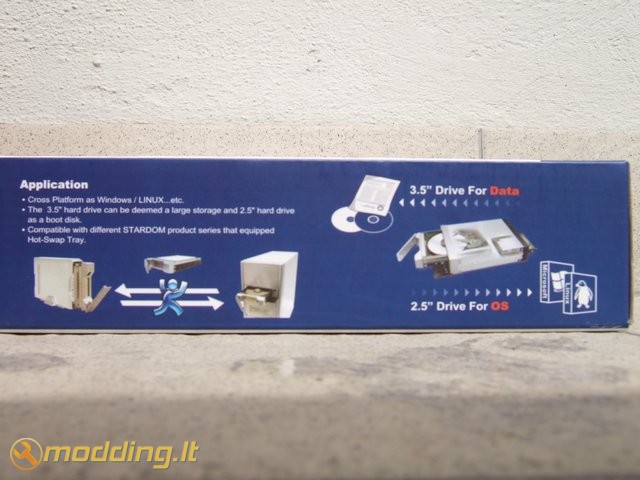 Application
• Cross Platform as Windows / LINUX...etc.
• The 3.5" hard drive can be deemed a large storage and 2.5" hard drive
as a boot disk.
• Compatible with different STARDOM product series that equipped
Hot-Swap Tray.
3.5" Drive For Data
2.5" Drive For OS
Microsoft
Linux
modding.lt